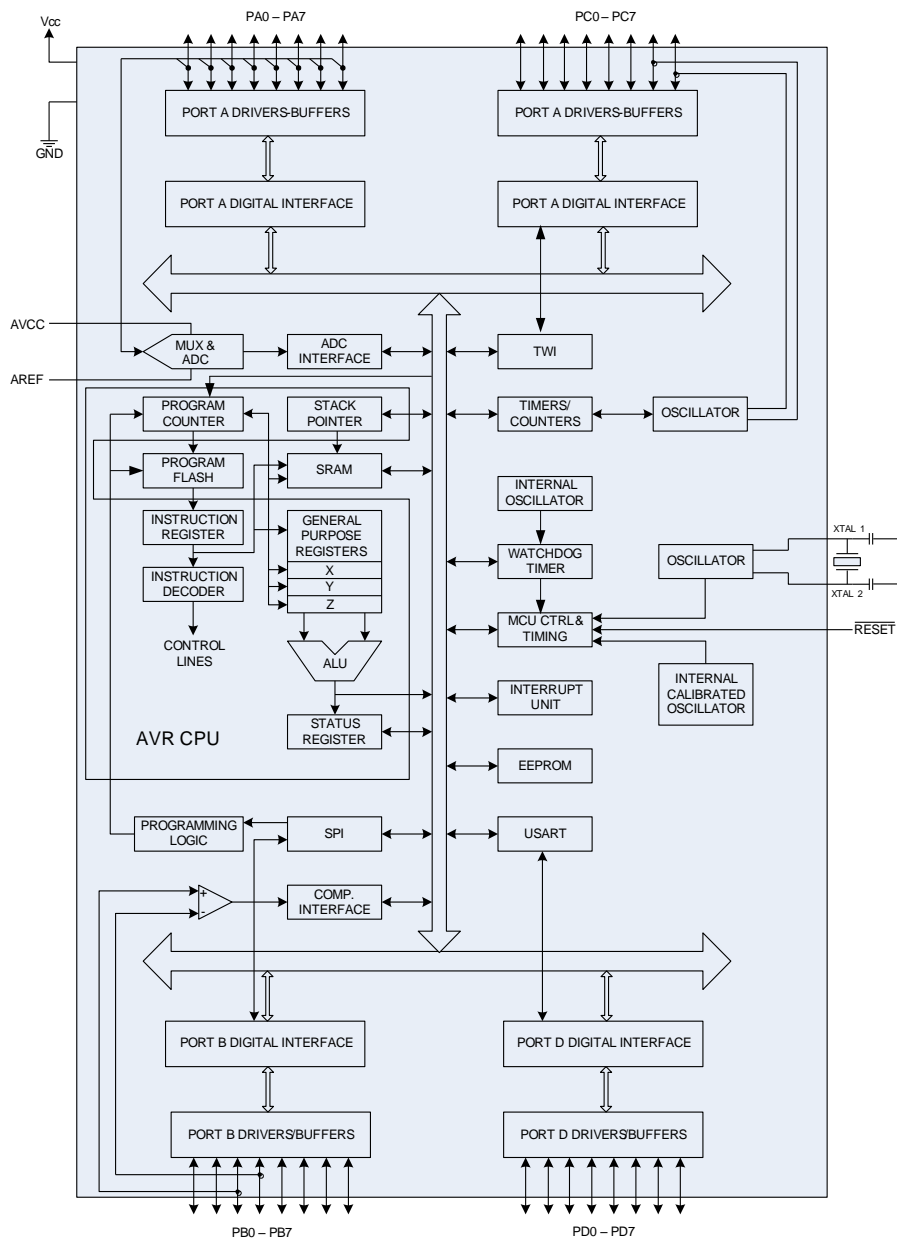 PA0 – PA7
PC0 – PC7
Vcc
GND
PORT A DRIVERS-BUFFERS
PORT A DRIVERS-BUFFERS
PORT A DIGITAL INTERFACE
PORT A DIGITAL INTERFACE
AVCC
AREF
MUX &
ADC
ADC
INTERFACE
TWI
PROGRAM
COUNTER
STACK
POINTER
TIMERS/
COUNTERS
OSCILLATOR
PROGRAM
FLASH
SRAM
INTERNAL
OSCILLATOR
INSTRUCTION
REGISTER
GENERAL
PURPOSE
REGISTERS
X
Y
Z
WATCHDOG
TIMER
OSCILLATOR
XTAL 1
XTAL 2
INSTRUCTION
DECODER
CONTROL
LINES
MCU CTRL &
TIMING
RESET
ALU
INTERNAL
CALIBRATED
OSCILLATOR
INTERRUPT
UNIT
STATUS
REGISTER
AVR CPU
EEPROM
PROGRAMMING
LOGIC
SPI
USART
+
-
COMP.
INTERFACE
PORT B DIGITAL INTERFACE
PORT D DIGITAL INTERFACE
PORT B DRIVERS/BUFFERS
PORT D DRIVERS/BUFFERS
PB0 – PB7
PD0 – PD7